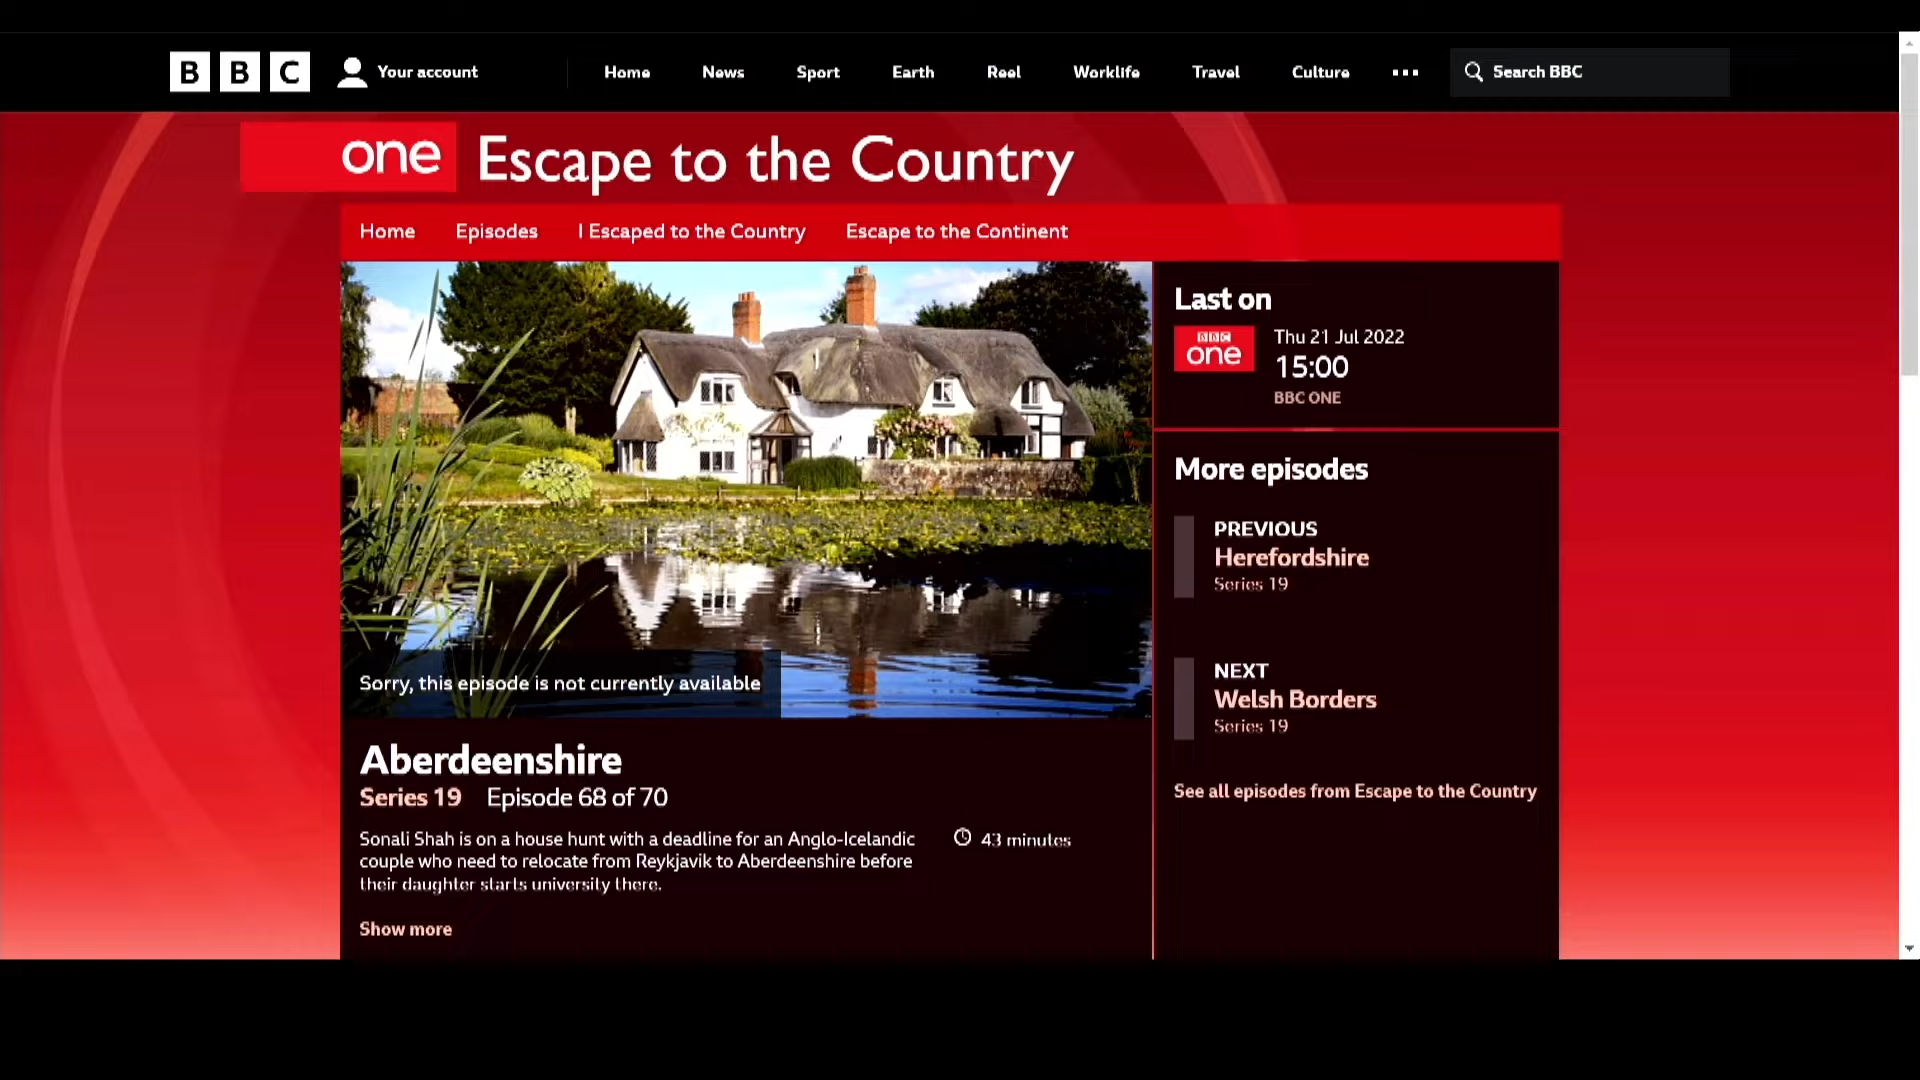 BBC
Your account
Home
News
Sport
Earth
Reel
Worklife
Travel
Culture
Search BBC
one
Escape to the Country
Home
Episodes
I Escaped to the Country
Escape to the Continent
Sorry, this episode is not currently available
Aberdeenshire
Series 19 Episode 68 of 70
Sonali Shah is on a house hunt with a deadline for an Anglo-Icelandic
couple who need to relocate from Reykjavik to Aberdeenshire before
their daughter starts university there.
43 minutes
Show more
Last on
BBC
one
Thu 21 Jul 2022
15:00
BBC ONE
More episodes
PREVIOUS
Herefordshire
Series 19
NEXT
Welsh Borders
Series 19
See all episodes from Escape to the Country